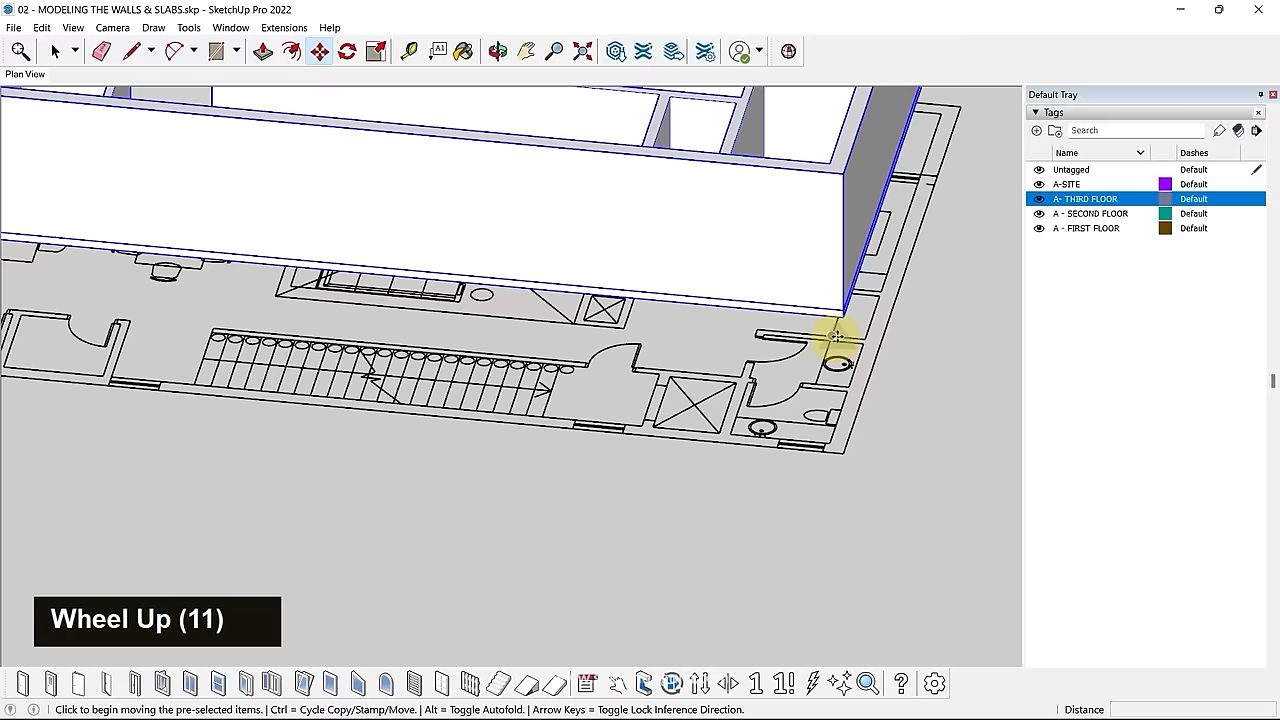 02 - MODELING THE WALLS & SLABS.skp - SketchUp Pro 2022
File Edit View Camera Draw Tools Window Extensions Help
A1
Plan View
Default Tray
Tags
Search
Name Dashes
Untagged Default
A-SITE Default
A- THIRD FLOOR Default
A - SECOND FLOOR Default
A - FIRST FLOOR Default
Wheel Up (11)
1 1! ?
Click to begin moving the pre-selected items. | Ctrl = Cycle Copy/Stamp/Move. | Alt = Toggle Autofold. | Arrow Keys = Toggle Lock Inference Direction.
Distance